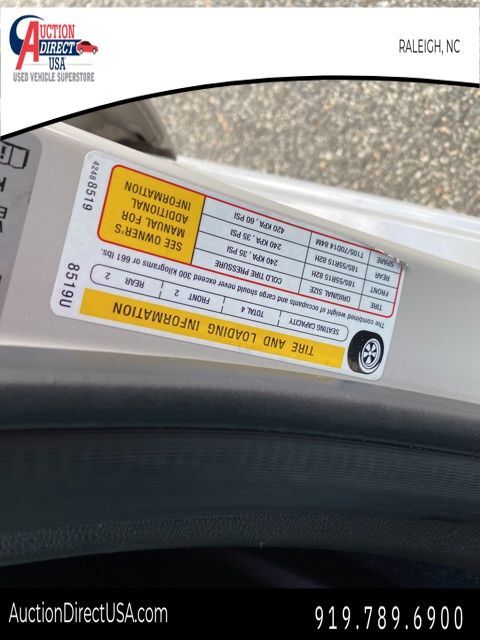 AUCTION
DIRECT
USA
USED VEHICLE SUPERSTORE
RALEIGH, NC
TIRE AND LOADING INFORMATION
SEATING CAPACITY TOTAL 4 FRONT 2 REAR 2
The combined weight of occupants and cargo should never exceed 300 kilograms or 661 lbs.
TIRE ORIGINAL SIZE COLD TIRE PRESSURE
FRONT 185/55R15 82H 240 KPA, 35 PSI
REAR 185/55R15 82H 240 KPA, 35 PSI
SPARE T105/70D14 84M 420 KPA, 60 PSI
SEE OWNER'S
MANUAL FOR
ADDITIONAL
INFORMATION
8519U
42488519
AuctionDirectUSA.com
919.789.6900